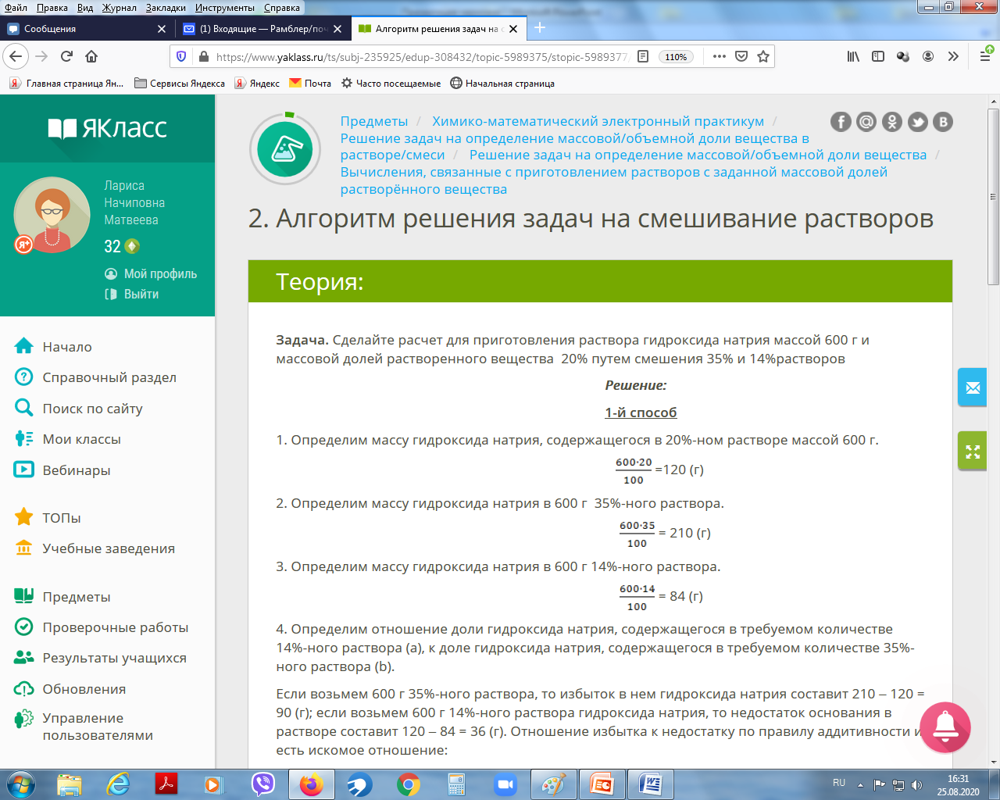 Файл Правка Вид Журнал Закладки Инструменты Справка
Сообщения
(1) Входящие — Рамблер/поч
Алгоритм решения задач на с
https://www.yaklass.ru/ts/subj-235925/edup-308432/topic-5989375/stopic-5989377/
110%
Главная страница Ян...
Сервисы Яндекса
Яндекс
Почта
Часто посещаемые
Начальная страница
ЯКласс
Лариса
Начиповна
Матвеева
Я+
32
Мой профиль
Выйти
Начало
Справочный раздел
Поиск по сайту
Мои классы
Вебинары
ТОПы
Учебные заведения
Предметы
Проверочные работы
Результаты учащихся
Обновления
Управление
пользователями
Предметы / Химико-математический электронный практикум /
Решение задач на определение массовой/объемной доли вещества в
растворе/смеси / Решение задач на определение массовой/объемной доли вещества /
Вычисления, связанные с приготовлением растворов с заданной массовой долей
растворённого вещества
2. Алгоритм решения задач на смешивание растворов
Теория:
Задача. Сделайте расчет для приготовления раствора гидроксида натрия массой 600 г и
массовой долей растворенного вещества 20% путем смешения 35% и 14%растворов
Решение:
1-й способ
1. Определим массу гидроксида натрия, содержащегося в 20%-ном растворе массой 600 г.
600·20
100
=120 (г)
2. Определим массу гидроксида натрия в 600 г 35%-ного раствора.
600·35
100
= 210 (г)
3. Определим массу гидроксида натрия в 600 г 14%-ного раствора.
600·14
100
= 84 (г)
4. Определим отношение доли гидроксида натрия, содержащегося в требуемом количестве
14%-ного раствора (a), к доле гидроксида натрия, содержащегося в требуемом количестве 35%-
ного раствора (b).
Если возьмем 600 г 35%-ного раствора, то избыток в нем гидроксида натрия составит 210 – 120 =
90 (г); если возьмем 600 г 14%-ного раствора гидроксида натрия, то недостаток основания в
растворе составит 120 – 84 = 36 (г). Отношение избытка к недостатку по правилу аддитивности и
есть искомое отношение:
RU
16:31
25.08.2020